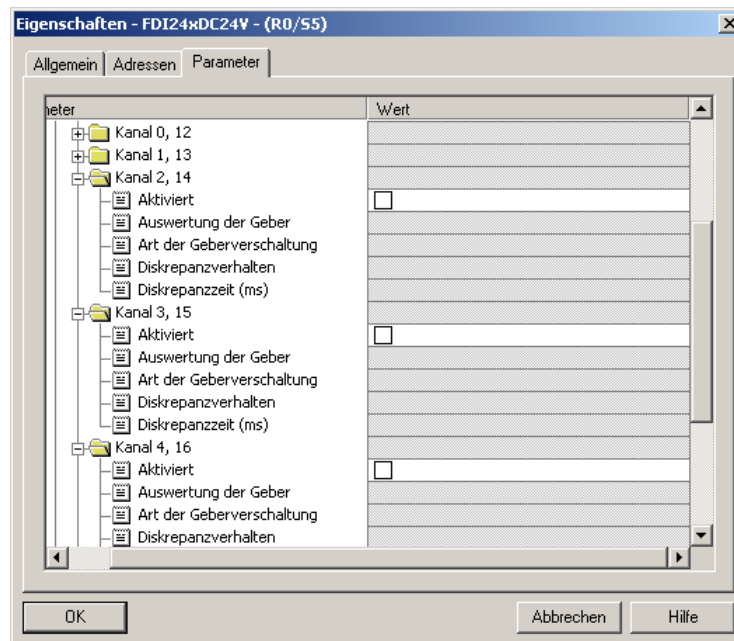 Eigenschaften - FDI24xDC24V - (R0/S5)
Allgemein Adressen Parameter
neter Wert
Kanal 0, 12
Kanal 1, 13
Kanal 2, 14
Aktiviert
Auswertung der Geber
Art der Geberverschaltung
Diskrepanzverhalten
Diskrepanzzeit (ms)
Kanal 3, 15
Aktiviert
Auswertung der Geber
Art der Geberverschaltung
Diskrepanzverhalten
Diskrepanzzeit (ms)
Kanal 4, 16
Aktiviert
Auswertung der Geber
Art der Geberverschaltung
Diskrepanzverhalten
OK Abbrechen Hilfe